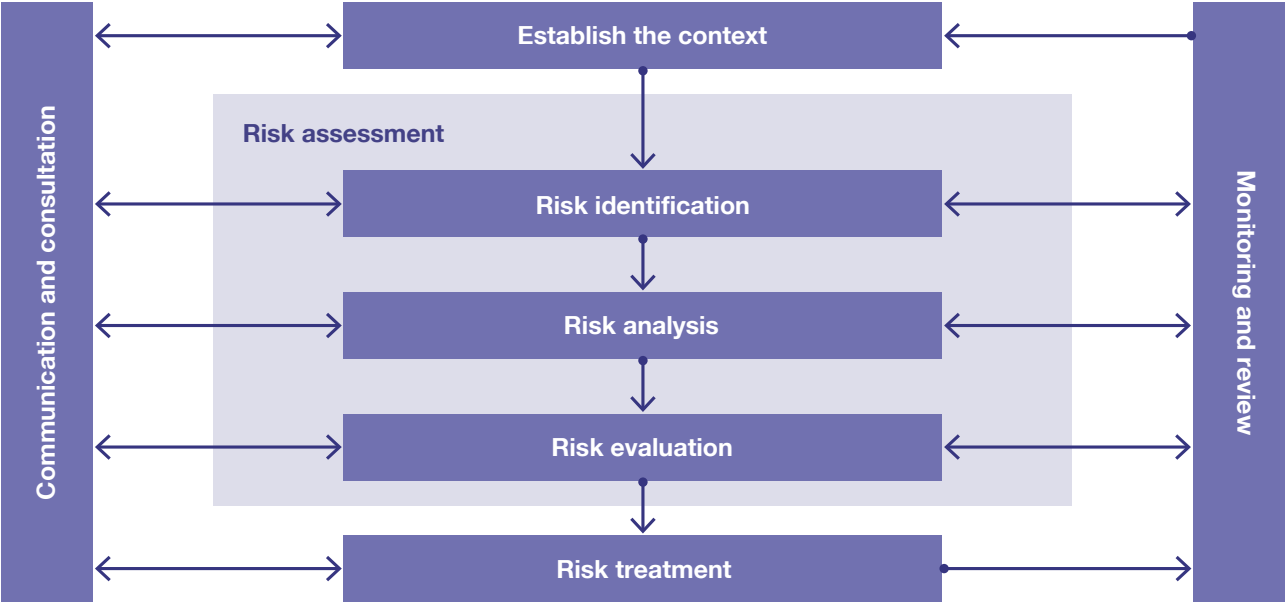 Communication and consultation
Establish the context
Risk assessment
Risk identification
Risk analysis
Risk evaluation
Risk treatment
Monitoring and review